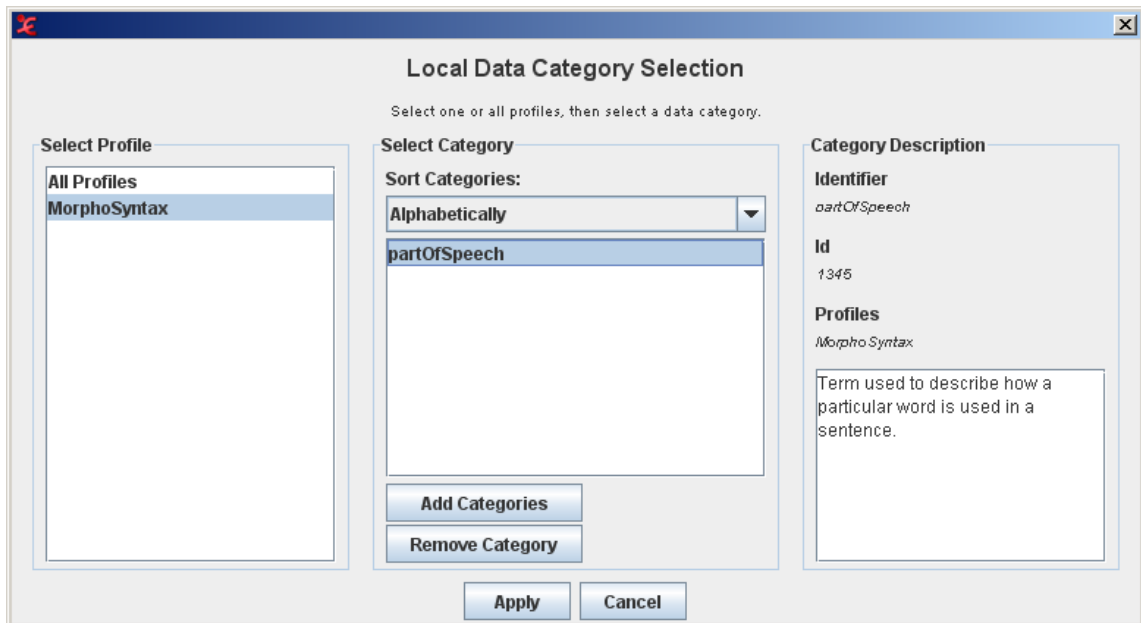 Local Data Category Selection
Select one or all profiles, then select a data category.
Select Profile
All Profiles
MorphoSyntax
Select Category
Sort Categories:
Alphabetically
partOfSpeech
Add Categories
Remove Category
Category Description
Identifier
partOfSpeech
Id
1345
Profiles
Morpho Syntax
Term used to describe how a
particular word is used in a
sentence.
Apply
Cancel